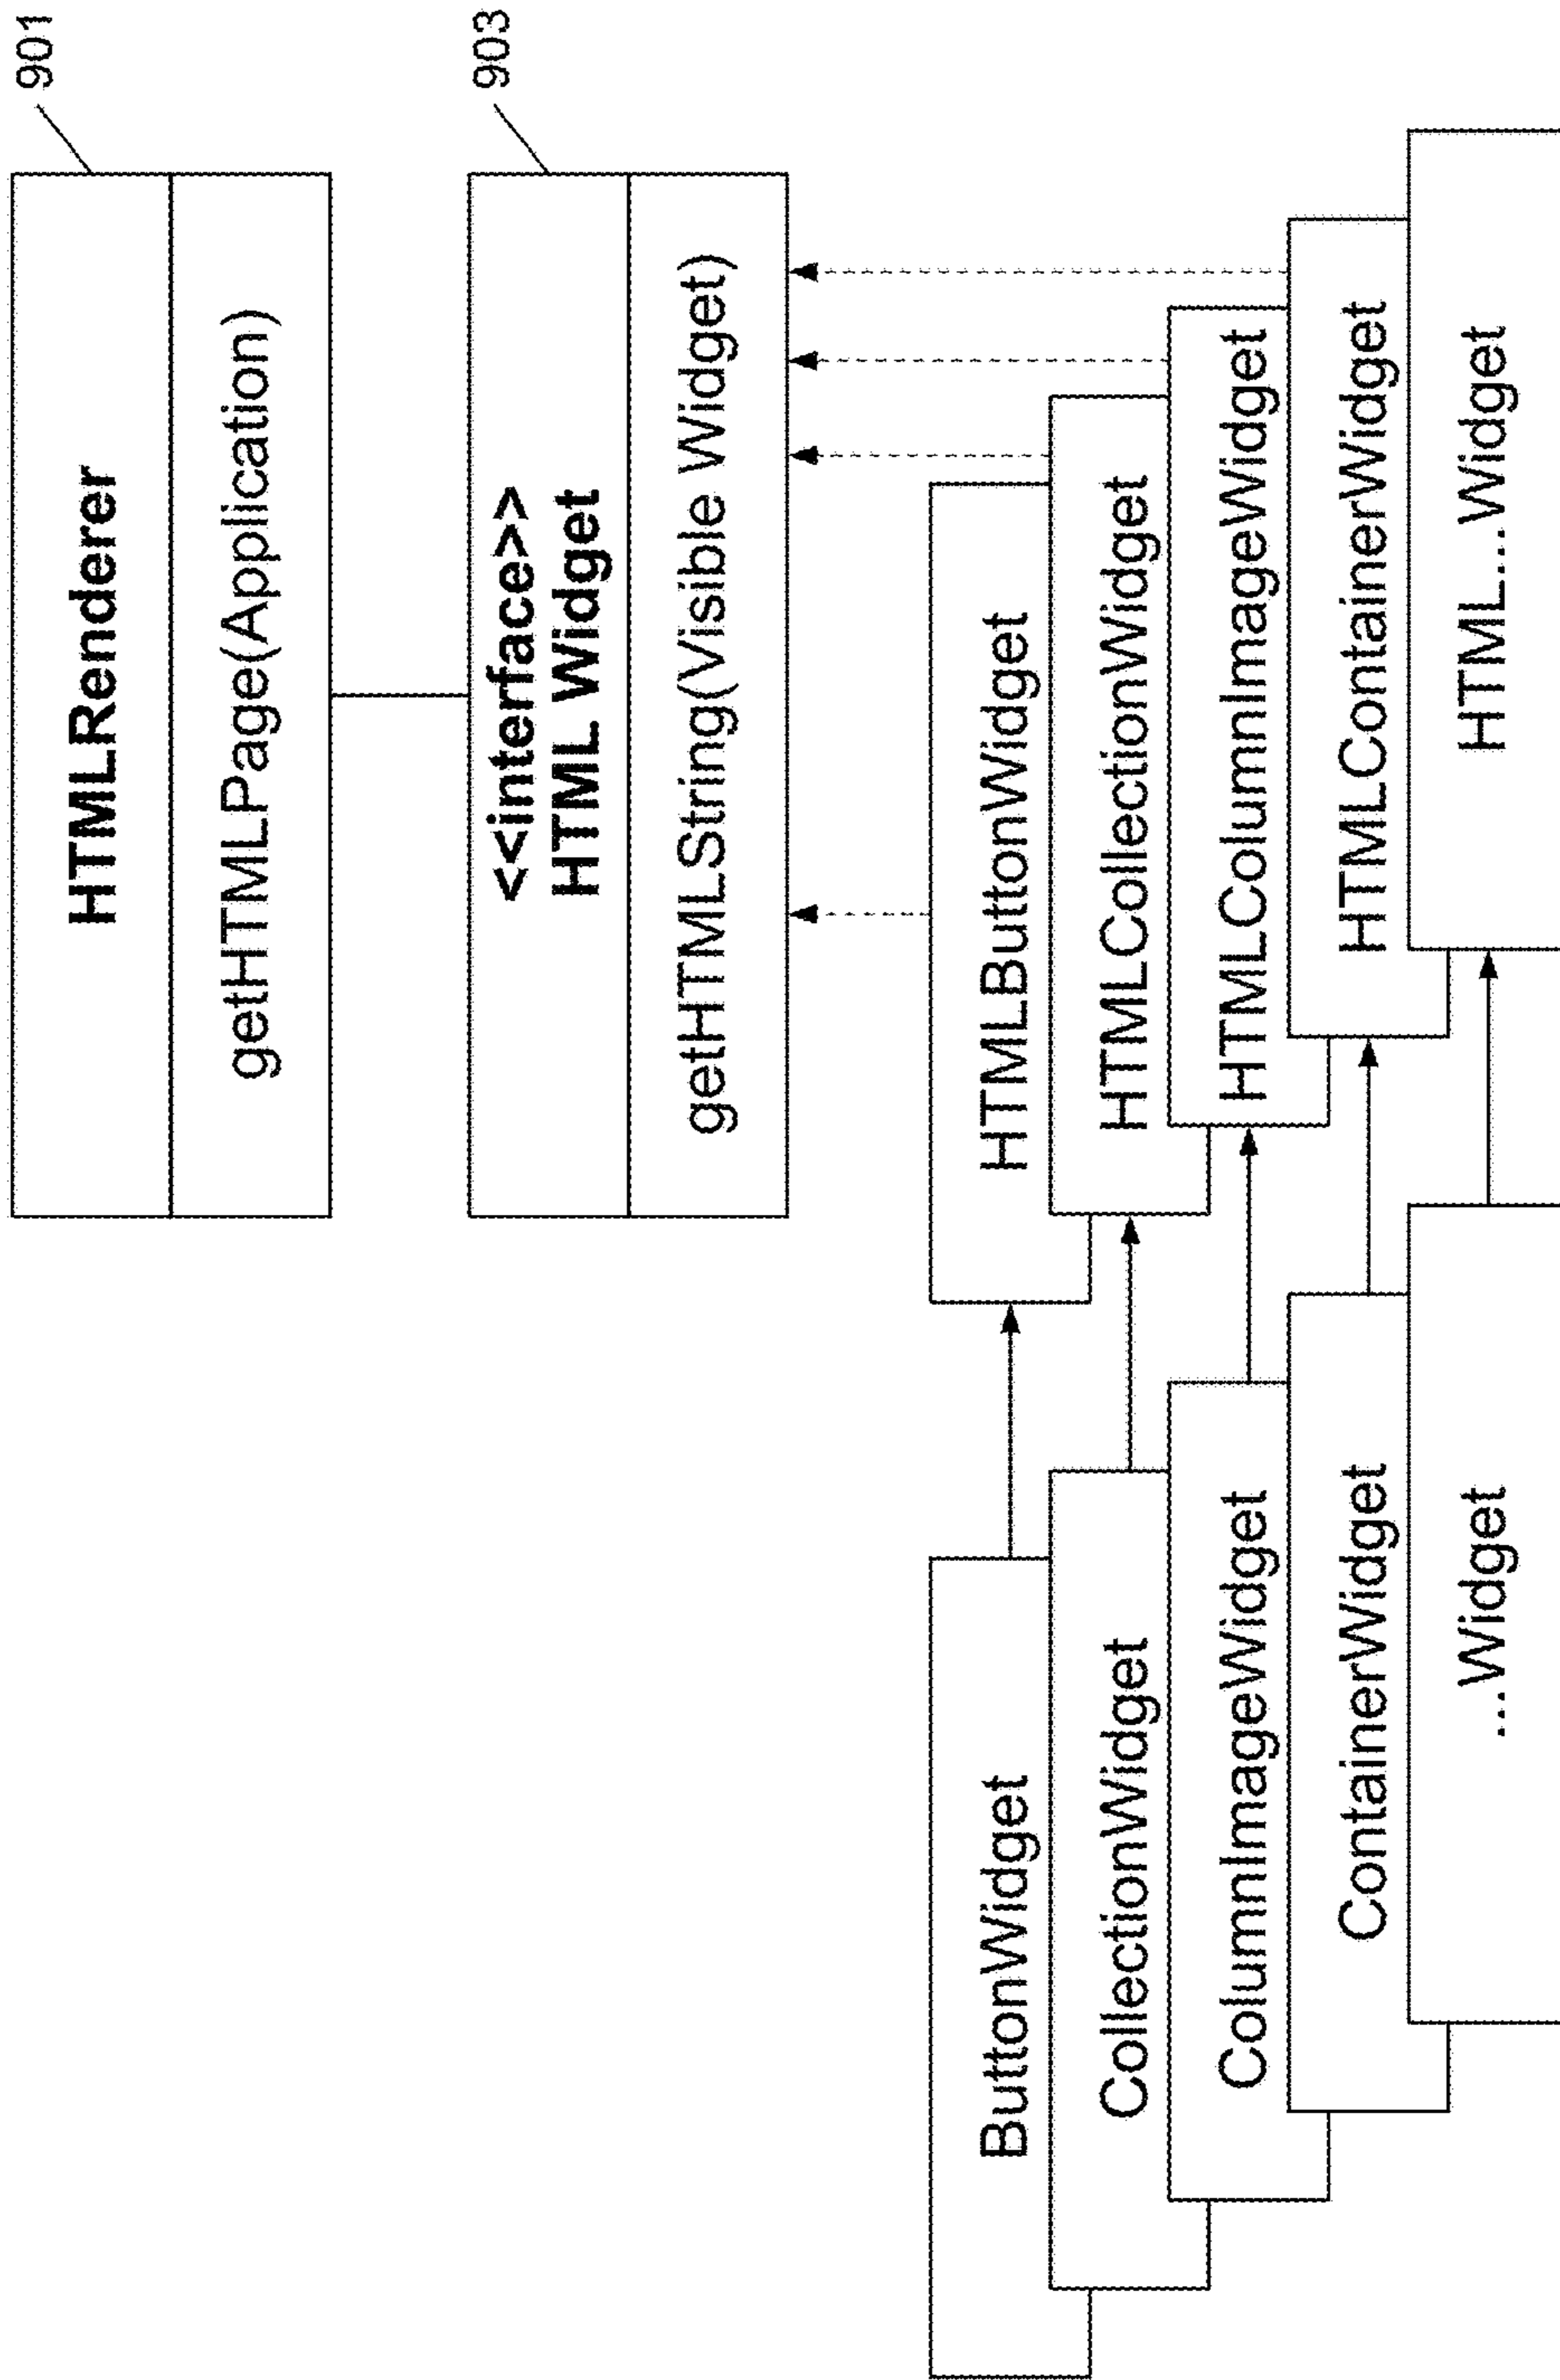 901
HTMLRenderer
getHTMLPage(Application)
903
<<interface>>
HTML Widget
getHTMLString(Visible Widget)
ButtonWidget
HTMLButtonWidget
CollectionWidget
HTMLCollectionWidget
ColumnImageWidget
HTMLColumnImageWidget
ContainerWidget
HTMLContainerWidget
...Widget
HTML...Widget